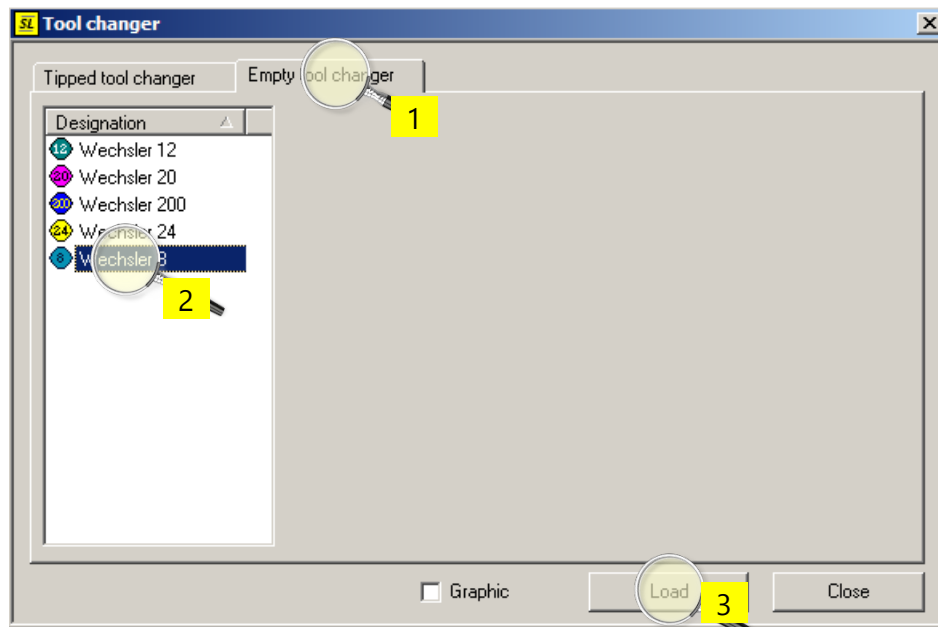 SL Tool changer
Tipped tool changer
Empty tool changer
1
Designation
12 Wechsler 12
20 Wechsler 20
200 Wechsler 200
24 Wechsler 24
8 Wechsler 8
2
Graphic
Load
3
Close